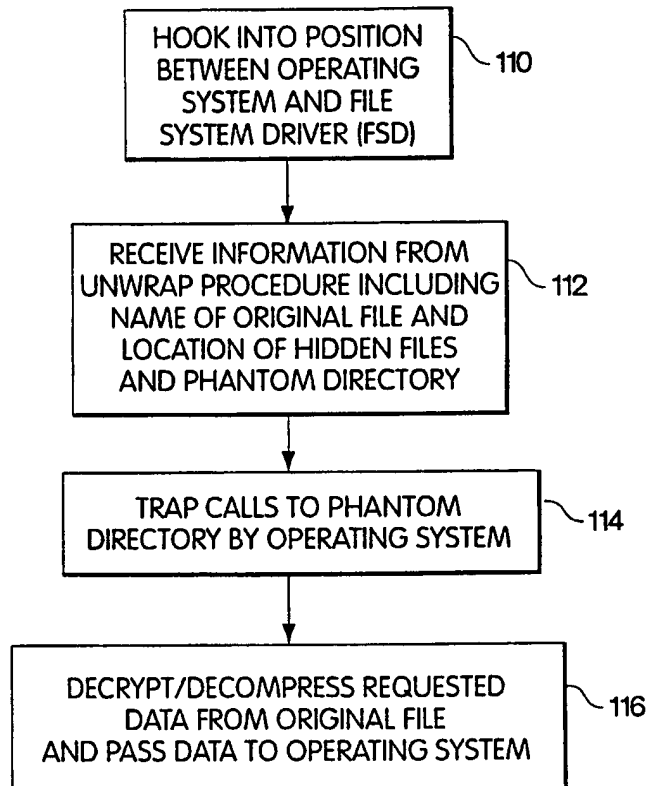 HOOK INTO POSITION
BETWEEN OPERATING
SYSTEM AND FILE
SYSTEM DRIVER (FSD)
110
RECEIVE INFORMATION FROM
UNWRAP PROCEDURE INCLUDING
NAME OF ORIGINAL FILE AND
LOCATION OF HIDDEN FILES
AND PHANTOM DIRECTORY
112
TRAP CALLS TO PHANTOM
DIRECTORY BY OPERATING SYSTEM
114
DECRYPT/DECOMPRESS REQUESTED
DATA FROM ORIGINAL FILE
AND PASS DATA TO OPERATING SYSTEM
116